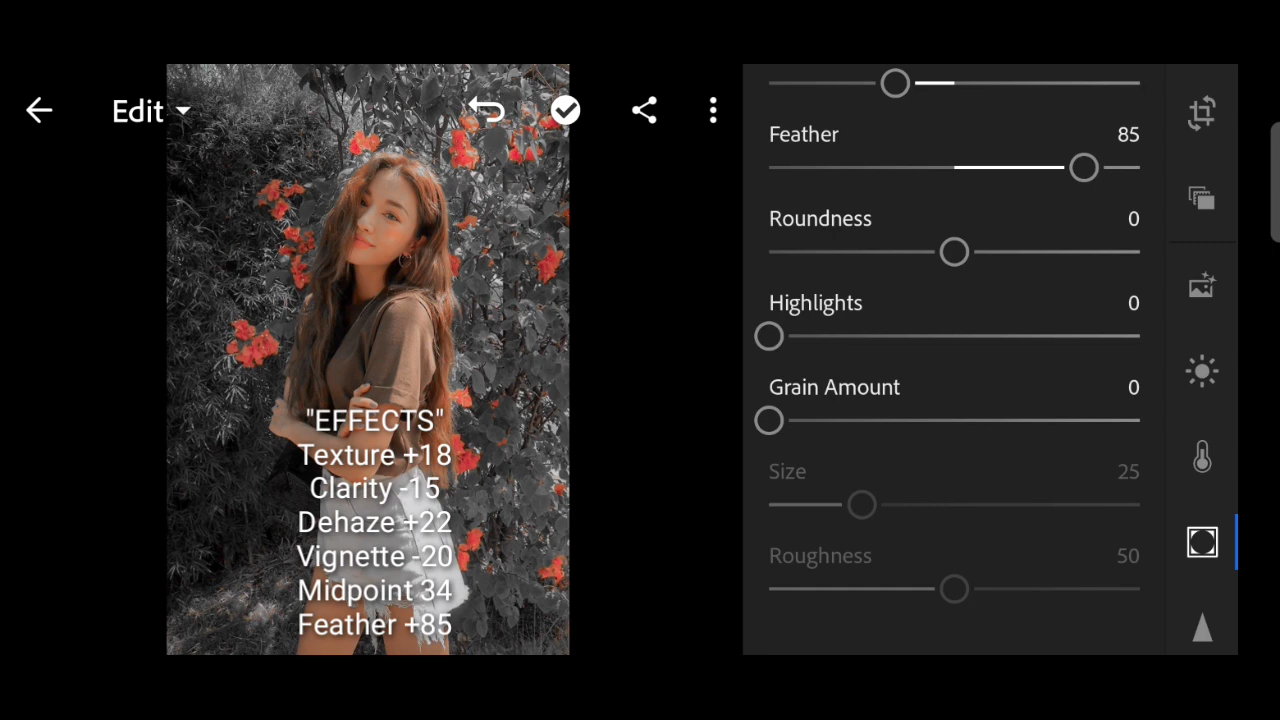 Edit
"EFFECTS"
Texture +18
Clarity -15
Dehaze +22
Vignette -20
Midpoint 34
Feather +85
Feather 85
Roundness 0
Highlights 0
Grain Amount 0
Size 25
Roughness 50